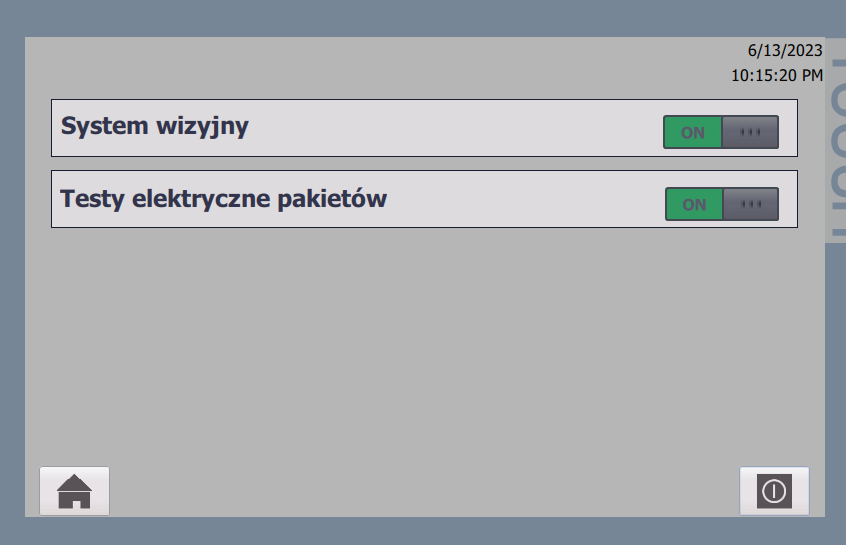 6/13/2023
10:15:20 PM
System wizyjny
ON
Testy elektryczne pakietów
ON